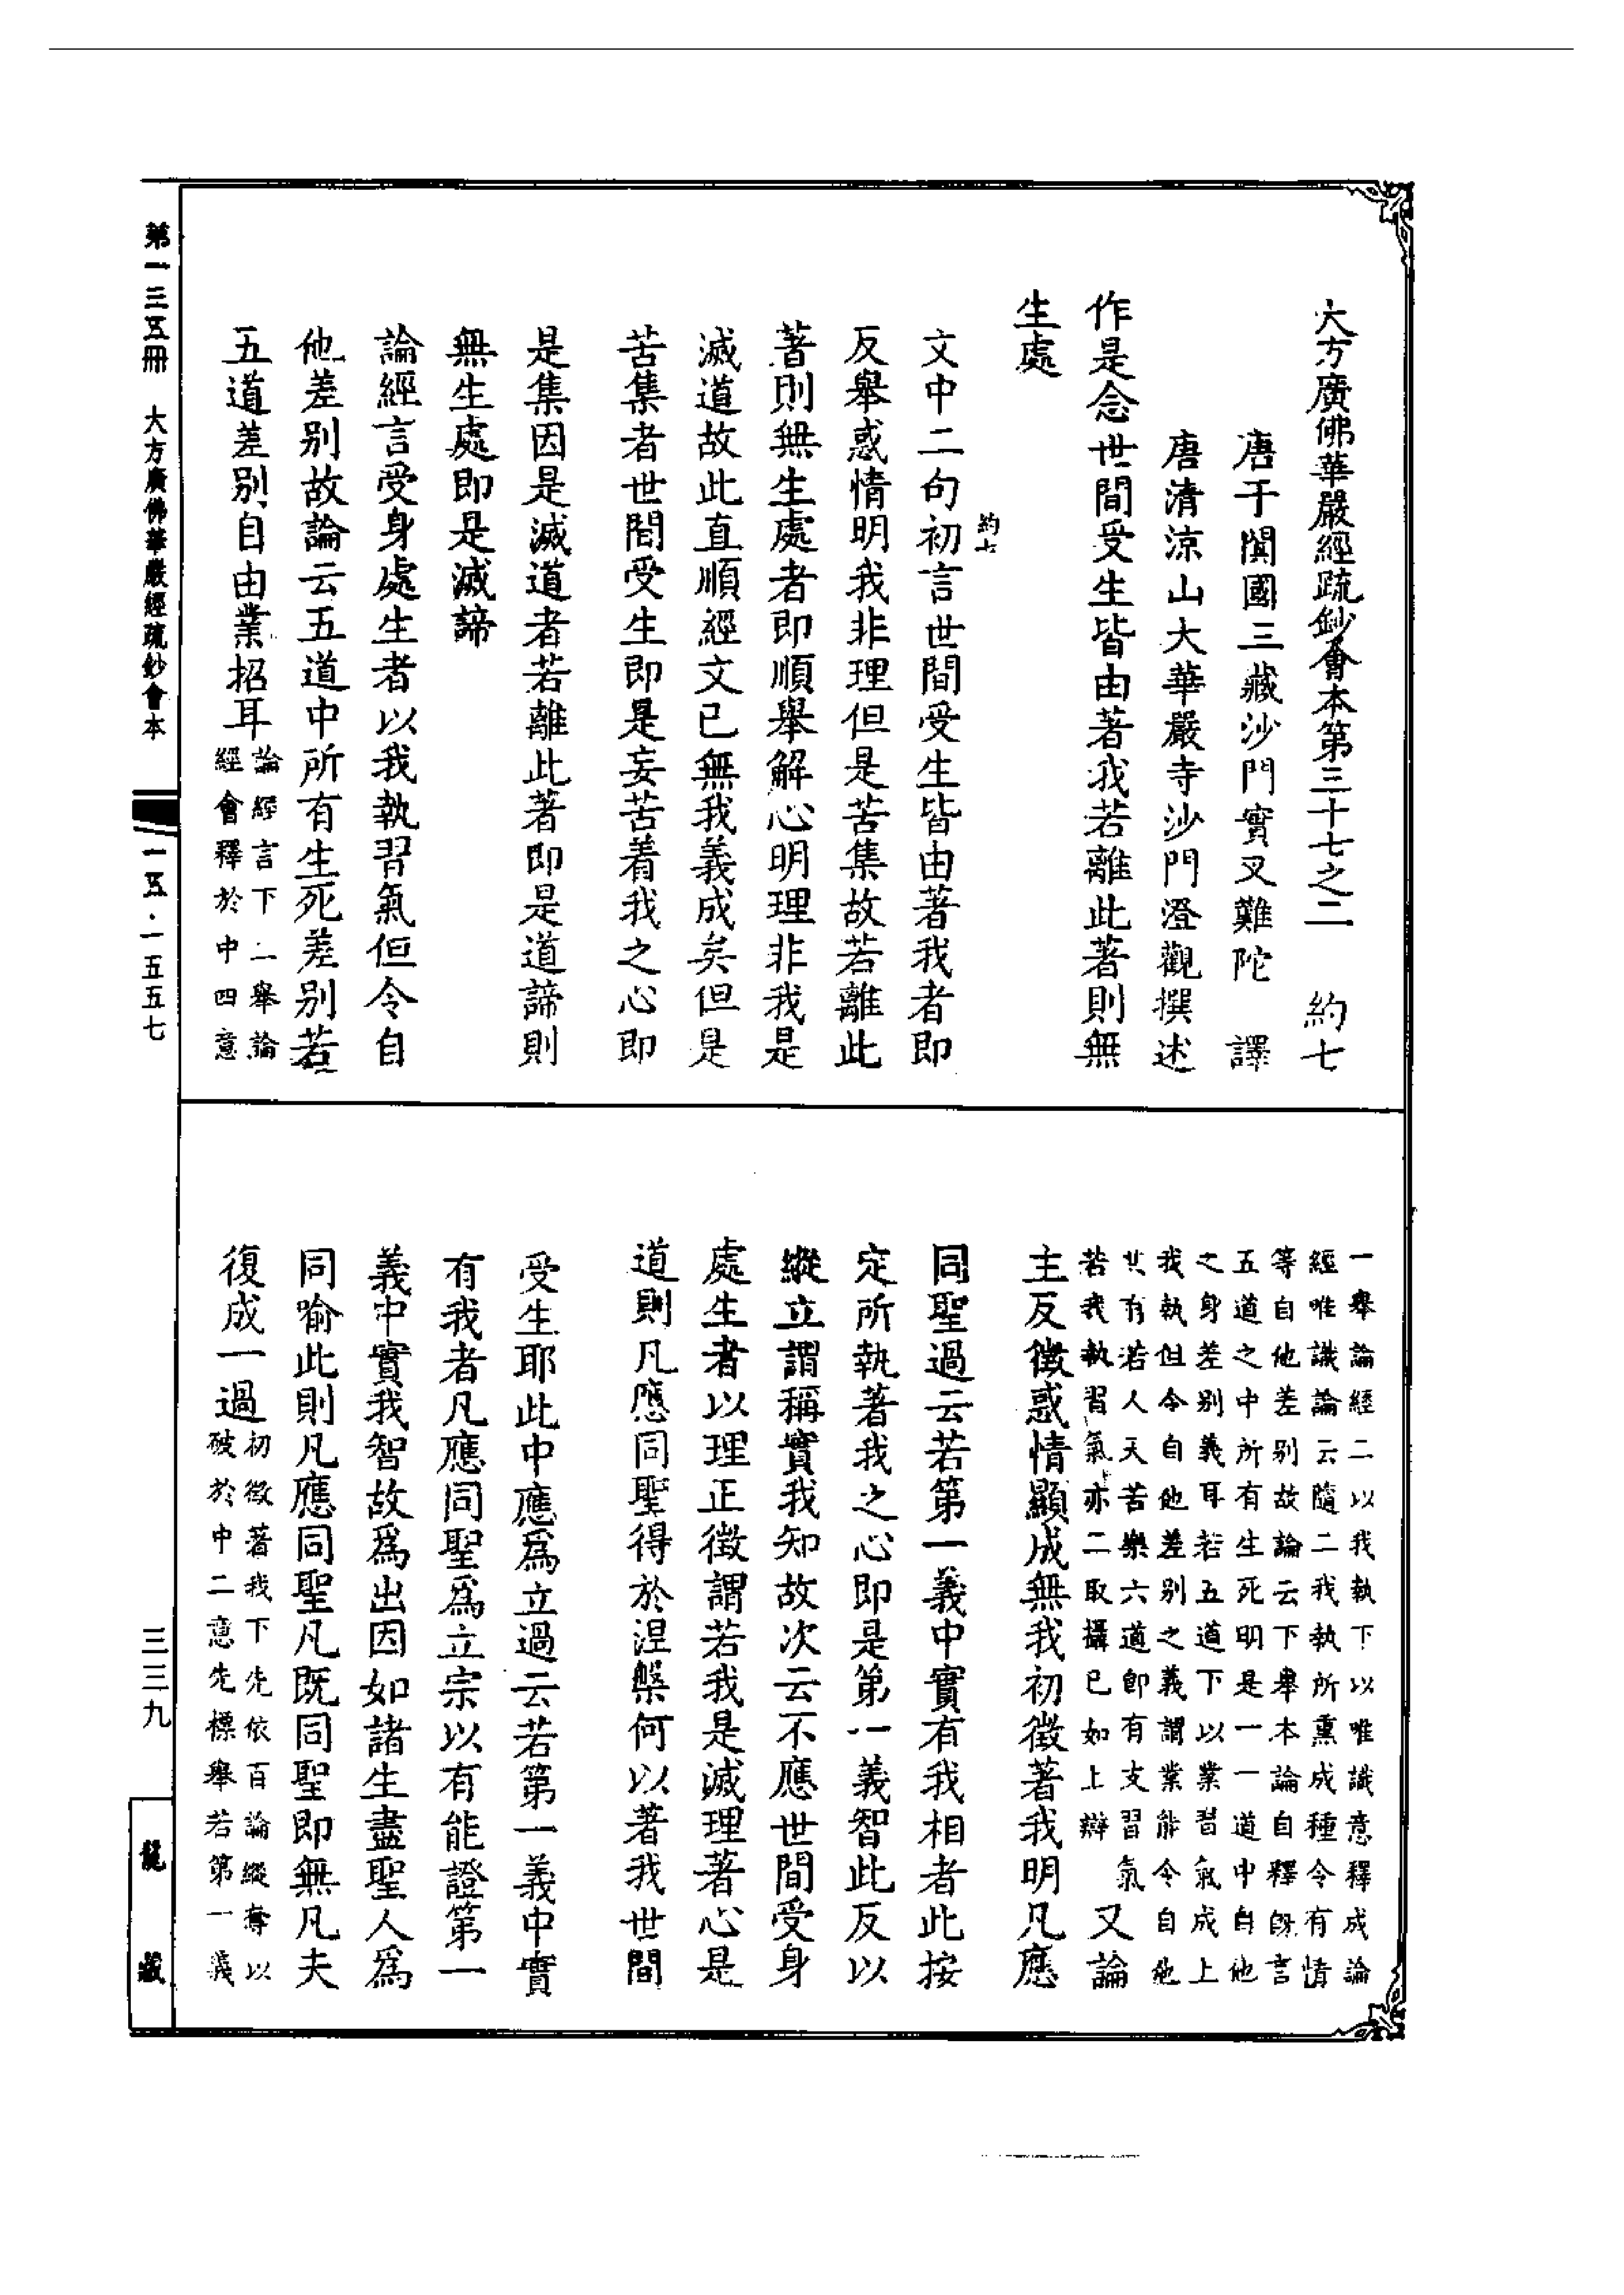 大方廣佛華嚴經疏鈔會本第三十七之二　約七
唐于闐國三藏沙門實叉難陀　譯
唐清涼山大華嚴寺沙門澄觀撰述
作是念世間受生皆由著我若離此著則無
生處
約七
文中二句初言世間受生皆由著我者即
反舉惑情明我非理但是苦集故若離此
著則無生處者即順舉解心明理非我是
滅道故此直順經文已無我義成矣但是
苦集者世間受生即是妄苦着我之心即
是集因是滅道者若離此著即是道諦則
無生處即是滅諦
論經言受身處生者以我執習氣但令自
他差別故論云五道中所有生死差別若
五道差別自由業招耳論經言下二舉論
經會釋於中四意
一舉論經二以我執下以唯識意釋成論
經唯識論云隨二我執所熏成種令有情
等自他差別故論云下舉本論自釋旣言
五道之中所有生死明是一一道中自他
之身差別義耳若五道下以業習氣成上
我執但令自他差別之義謂業能令自他
其有若人天苦樂六道即有支習氣
若我執習氣亦二取攝已如上辯
又論
主反徵惑情顯成無我初徵著我明凡應
同聖過云若第一義中實有我相者此按
定所執著我之心即是第一義智此反以
縱立謂稱實我知故次云不應世間受身
處生者以理正徵謂若我是滅理著心是
道則凡應同聖得於涅槃何以著我世間
受生耶此中應爲立過云若第一義中實
有我者凡應同聖爲立宗以有能證第一
義中實我智故爲出因如諸生盡聖人爲
同喻此則凡應同聖凡既同聖即無凡夫
復成一過初徵著我下先依百論縱奪以
破於中二意先標舉若第一義
第一三五冊　大方廣佛華嚴經疏鈔會本
一五·一五五七
三三九
龍藏